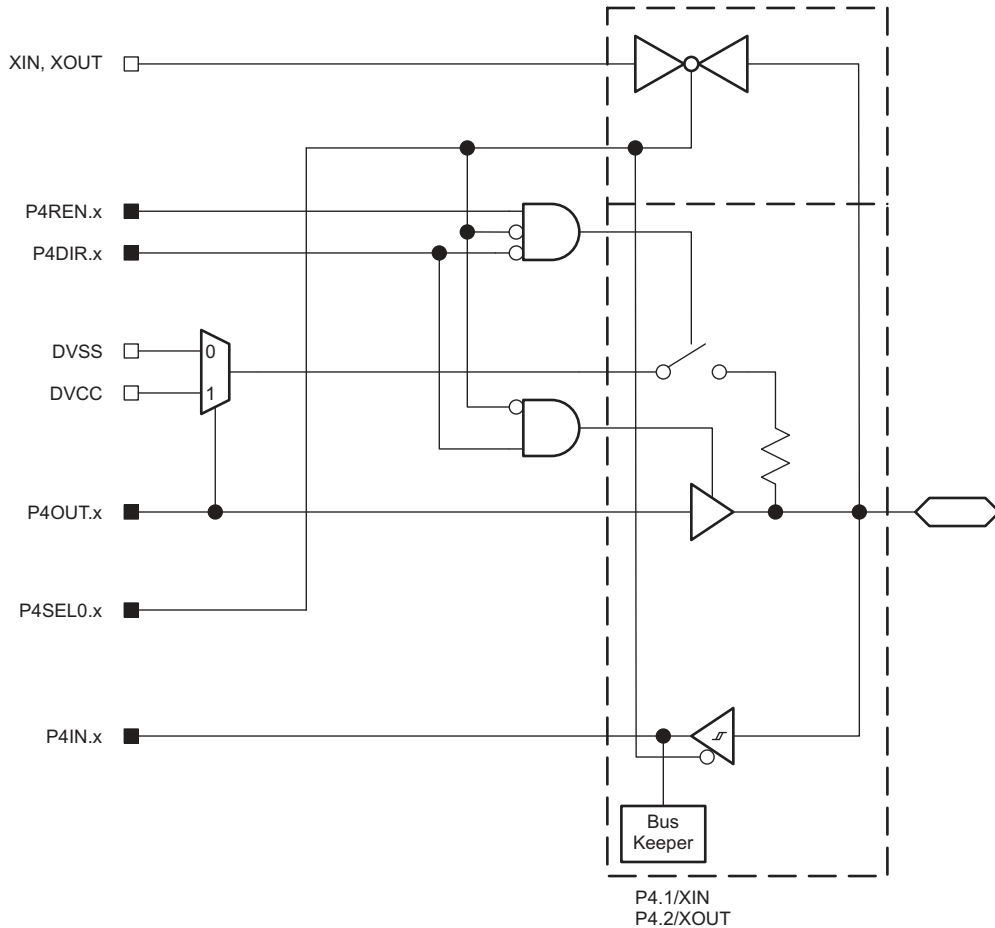 XIN, XOUT
P4REN.x
P4DIR.x
DVSS
0
DVCC
1
P4OUT.x
P4SEL0.x
P4IN.x
Bus
Keeper
P4.1/XIN
P4.2/XOUT